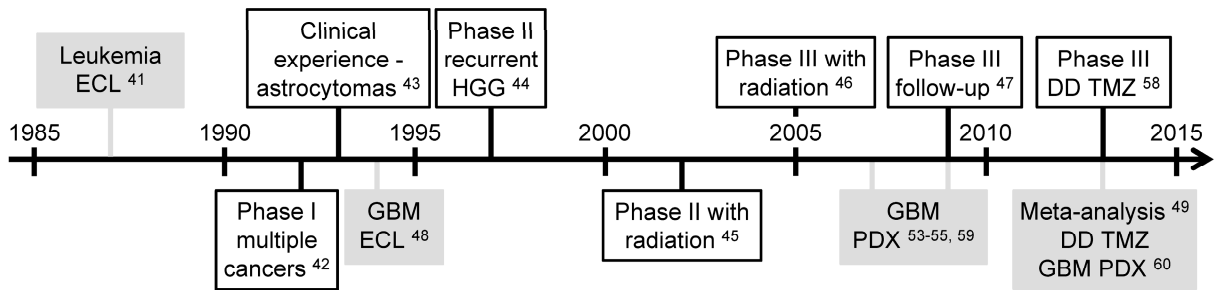 Leukemia
ECL 41
Clinical
experience -
astrocytomas 43
Phase II
recurrent
HGG 44
Phase III with
radiation 46
Phase III
follow-up 47
Phase III
DD TMZ 58
1985 1990 1995 2000 2005 2010 2015
Phase I
multiple
cancers 42
GBM
ECL 48
Phase II with
radiation 45
GBM
PDX 53-55, 59
Meta-analysis 49
DD TMZ
GBM PDX 60